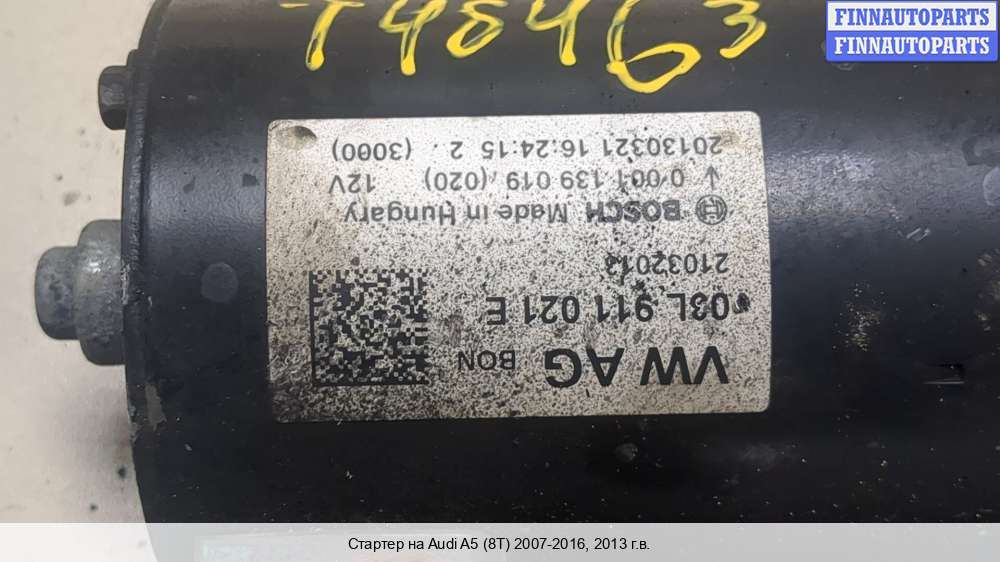 T48463
FINNAUTOPARTS
FINNAUTOPARTS
VW AG BON
03L 911 021 E
21032013
BOSCH Made in Hungary
0 001 139 019 (020) 12V
20130321 16:24:15 2 . (3000)
Стартер на Audi A5 (8T) 2007-2016, 2013 г.в.